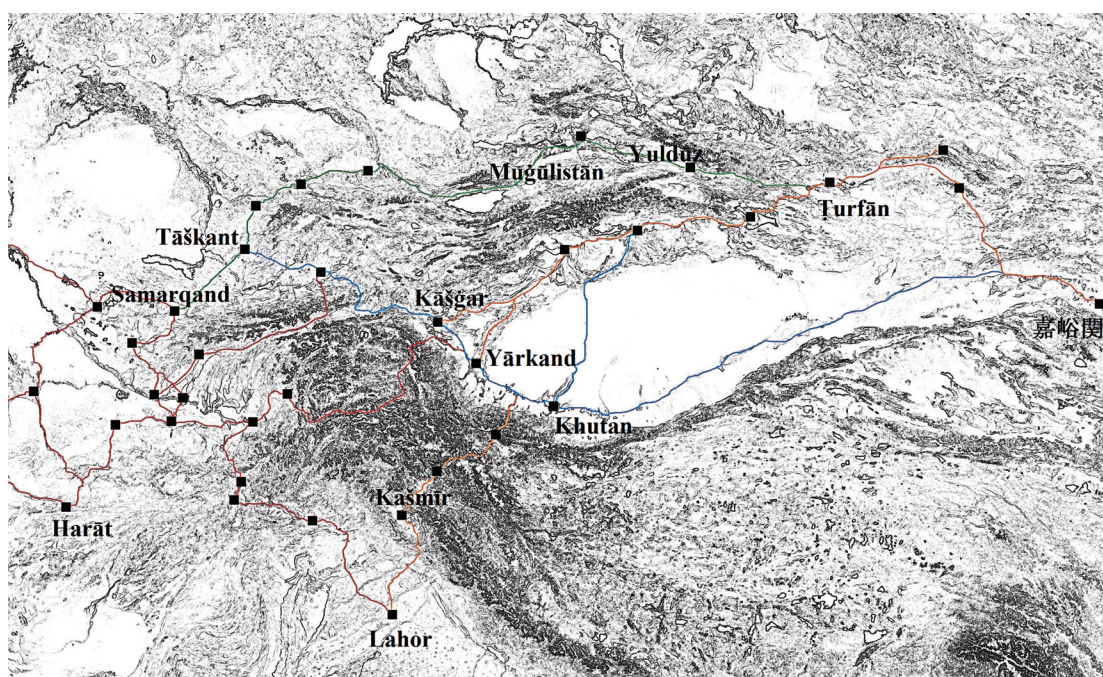 Yulduz
Muġūlistān
Turfān
Tāškant
Samarqand
Kāšġar
嘉峪関
Yārkand
Khutan
Kašmīr
Harāt
Lahor